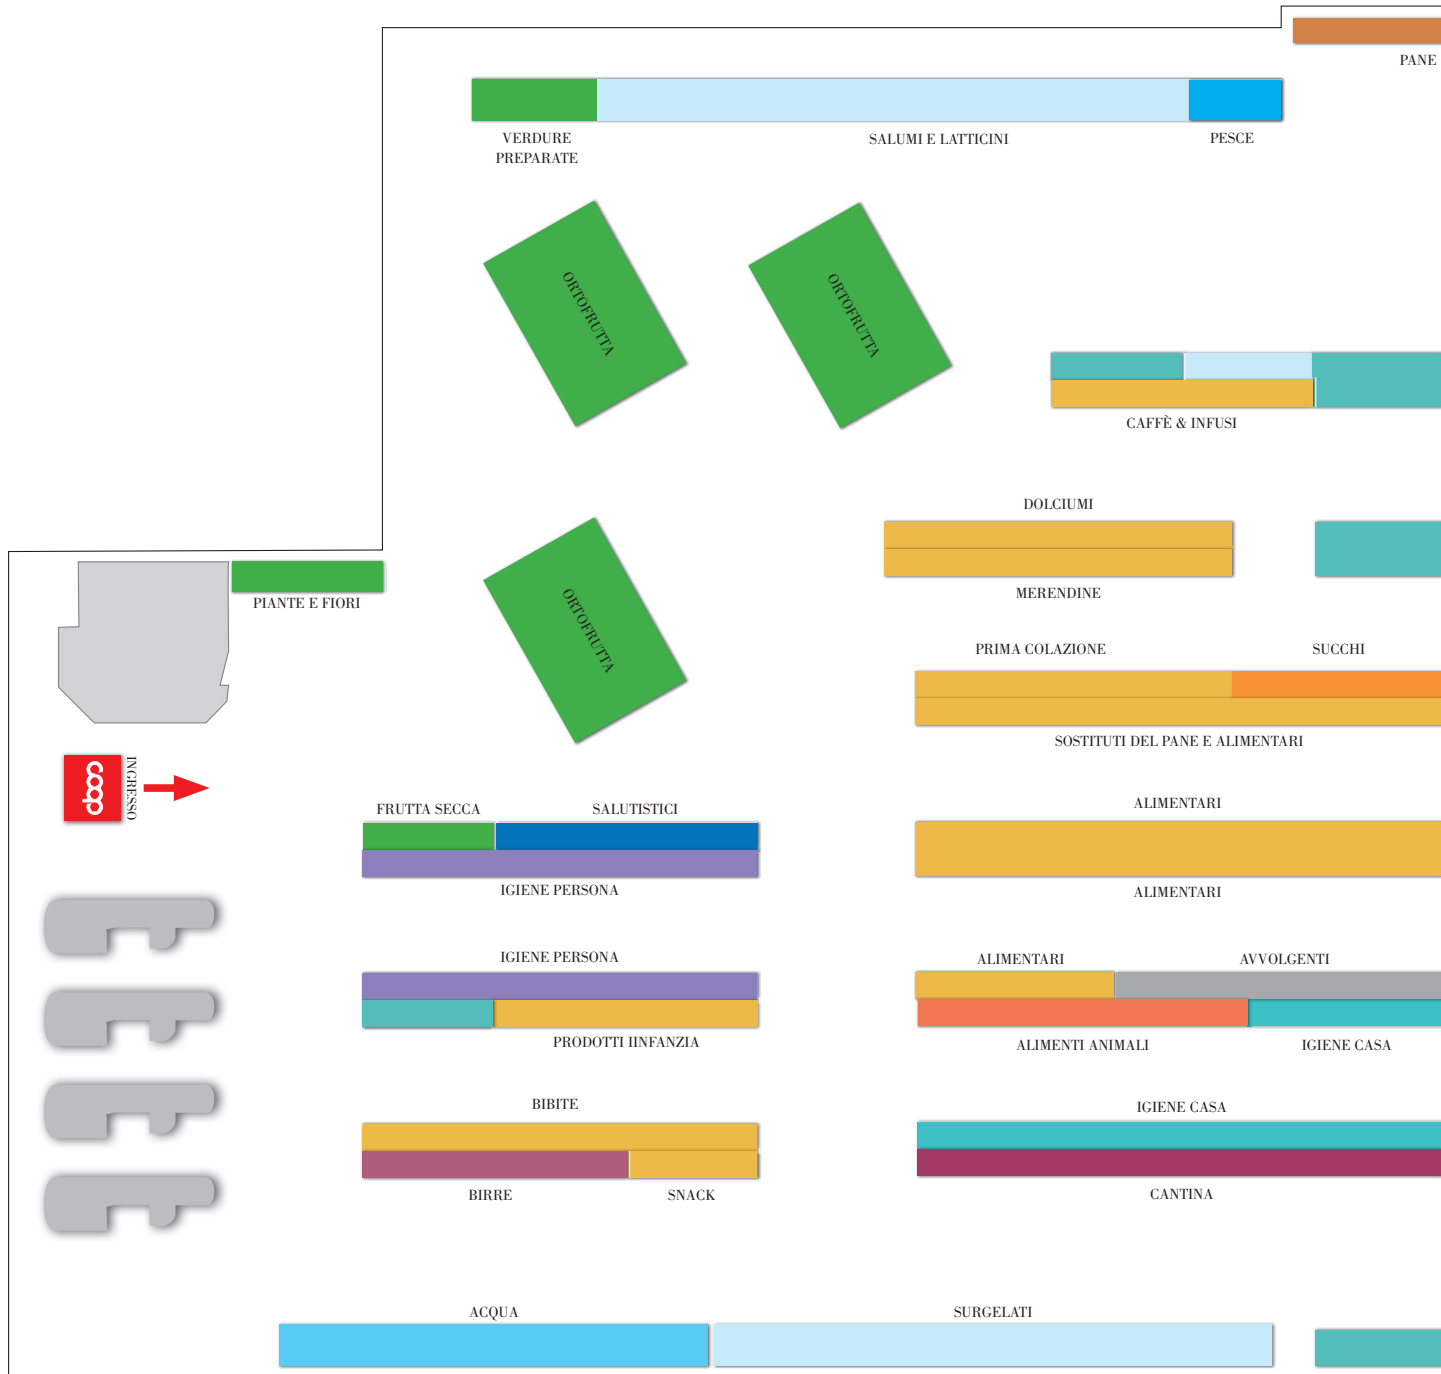 PANE
VERDURE
PREPARATE
SALUMI E LATTICINI
PESCE
ORTOFRUTTA
ORTOFRUTTA
CAFFÈ & INFUSI
DOLCIUMI
MERENDINE
PIANTE E FIORI
ORTOFRUTTA
PRIMA COLAZIONE
SUCCHI
SOSTITUTI DEL PANE E ALIMENTARI
coop
INGRESSO
FRUTTA SECCA
SALUTISTICI
ALIMENTARI
IGIENE PERSONA
ALIMENTARI
IGIENE PERSONA
ALIMENTARI
AVVOLGENTI
PRODOTTI IINFANZIA
ALIMENTI ANIMALI
IGIENE CASA
BIBITE
IGIENE CASA
BIRRE
SNACK
CANTINA
ACQUA
SURGELATI